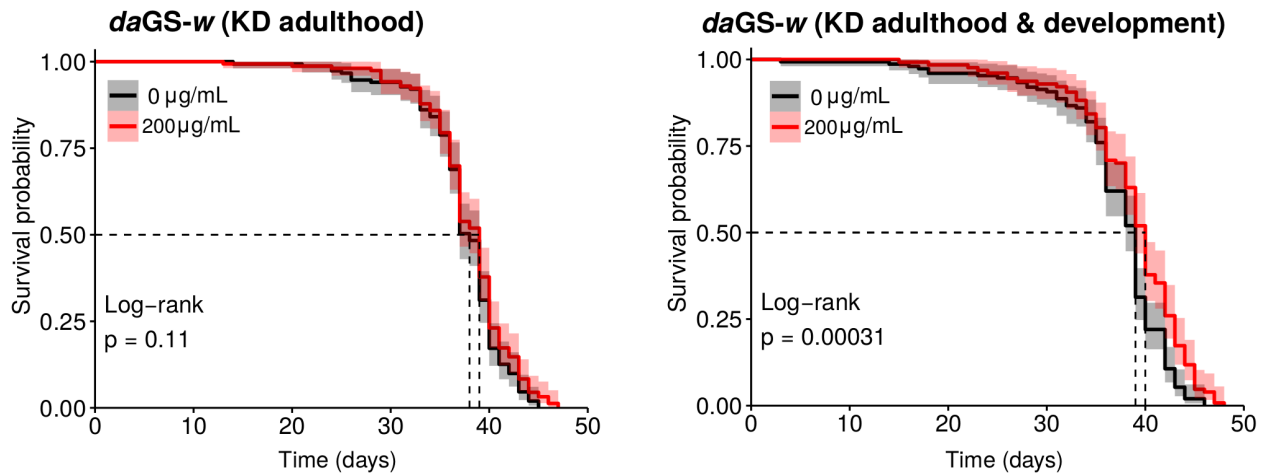 daGS-w (KD adulthood)
Survival probability
1.00
0.75
0.50
0.25
0.00
0 µg/mL
200µg/mL
Log−rank
p = 0.11
0 10 20 30 40 50
Time (days)
daGS-w (KD adulthood & development)
Survival probability
1.00
0.75
0.50
0.25
0.00
0 µg/mL
200µg/mL
Log−rank
p = 0.00031
0 10 20 30 40 50
Time (days)